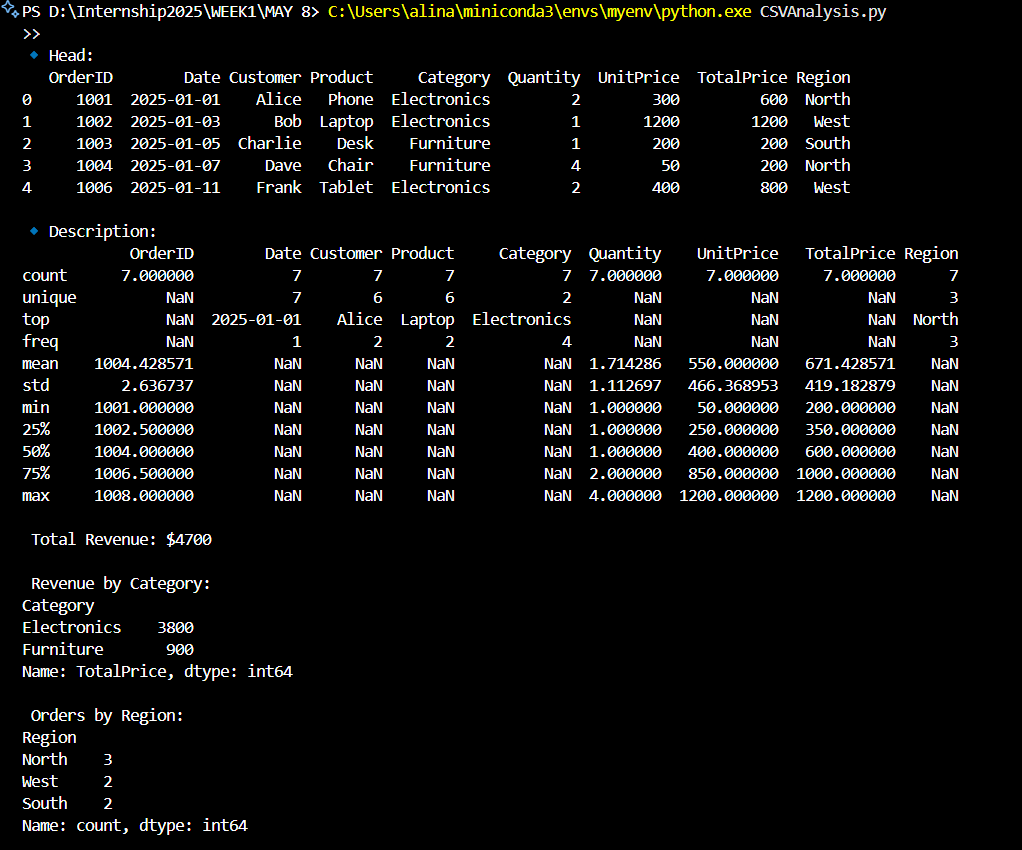 PS D:\Internship2025\WEEK1\MAY 8> C:\Users\alina\miniconda3\envs\myenv\python.exe CSVAnalysis.py
>>
🔹 Head:
   OrderID        Date Customer Product     Category  Quantity  UnitPrice  TotalPrice Region
0     1001  2025-01-01    Alice   Phone  Electronics         2        300         600  North
1     1002  2025-01-03      Bob  Laptop  Electronics         1       1200        1200   West
2     1003  2025-01-05  Charlie    Desk    Furniture         1        200         200  South
3     1004  2025-01-07     Dave   Chair    Furniture         4         50         200  North
4     1006  2025-01-11    Frank  Tablet  Electronics         2        400         800   West

🔹 Description:
            OrderID        Date Customer Product     Category  Quantity    UnitPrice   TotalPrice Region
count      7.000000           7        7       7            7  7.000000     7.000000     7.000000      7
unique          NaN           7        6       6            2       NaN          NaN          NaN      3
top             NaN  2025-01-01    Alice  Laptop  Electronics       NaN          NaN          NaN  North
freq            NaN           1        2       2            4       NaN          NaN          NaN      3
mean    1004.428571         NaN      NaN     NaN          NaN  1.714286   550.000000   671.428571    NaN
std        2.636737         NaN      NaN     NaN          NaN  1.112697   466.368953   419.182879    NaN
min     1001.000000         NaN      NaN     NaN          NaN  1.000000    50.000000   200.000000    NaN
25%     1002.500000         NaN      NaN     NaN          NaN  1.000000   250.000000   350.000000    NaN
50%     1004.000000         NaN      NaN     NaN          NaN  1.000000   400.000000   600.000000    NaN
75%     1006.500000         NaN      NaN     NaN          NaN  2.000000   850.000000  1000.000000    NaN
max     1008.000000         NaN      NaN     NaN          NaN  4.000000  1200.000000  1200.000000    NaN

Total Revenue: $4700

Revenue by Category:
Category
Electronics    3800
Furniture       900
Name: TotalPrice, dtype: int64

Orders by Region:
Region
North    3
West     2
South    2
Name: count, dtype: int64